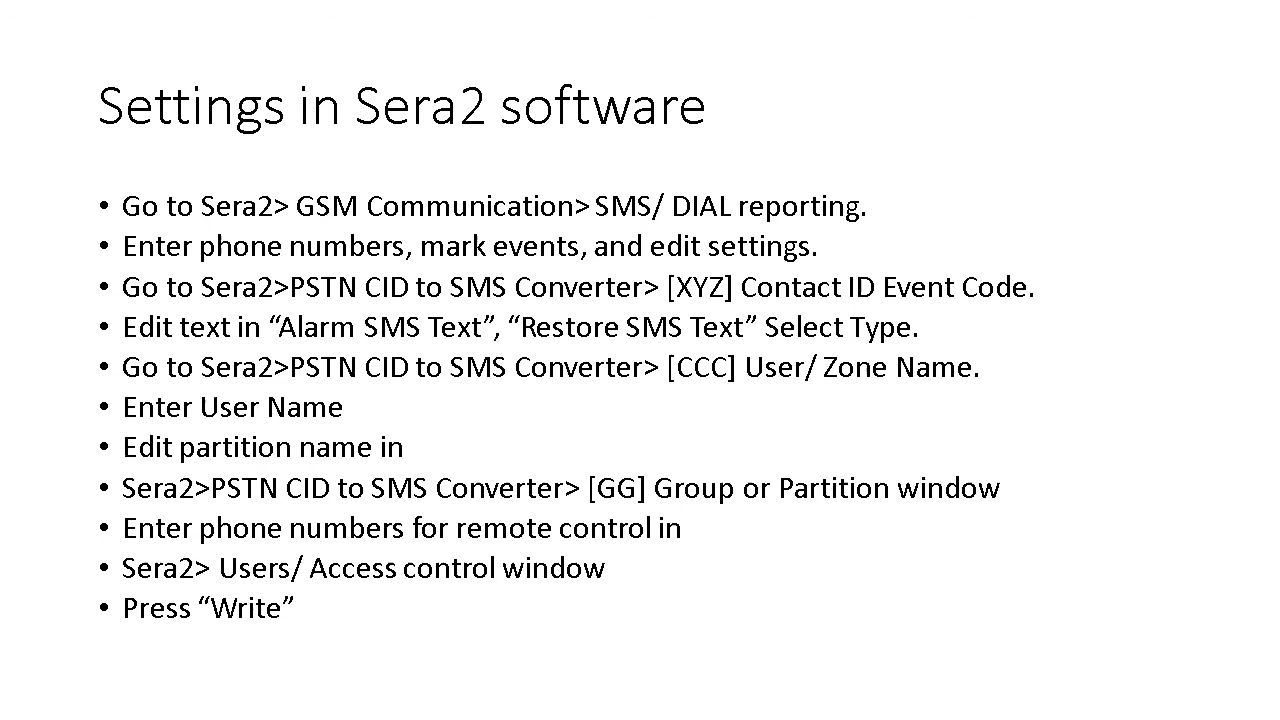 Settings in Sera2 software
• Go to Sera2> GSM Communication> SMS/ DIAL reporting.
• Enter phone numbers, mark events, and edit settings.
• Go to Sera2>PSTN CID to SMS Converter> [XYZ] Contact ID Event Code.
• Edit text in “Alarm SMS Text”, “Restore SMS Text” Select Type.
• Go to Sera2>PSTN CID to SMS Converter> [CCC] User/ Zone Name.
• Enter User Name
• Edit partition name in
• Sera2>PSTN CID to SMS Converter> [GG] Group or Partition window
• Enter phone numbers for remote control in
• Sera2> Users/ Access control window
• Press “Write”